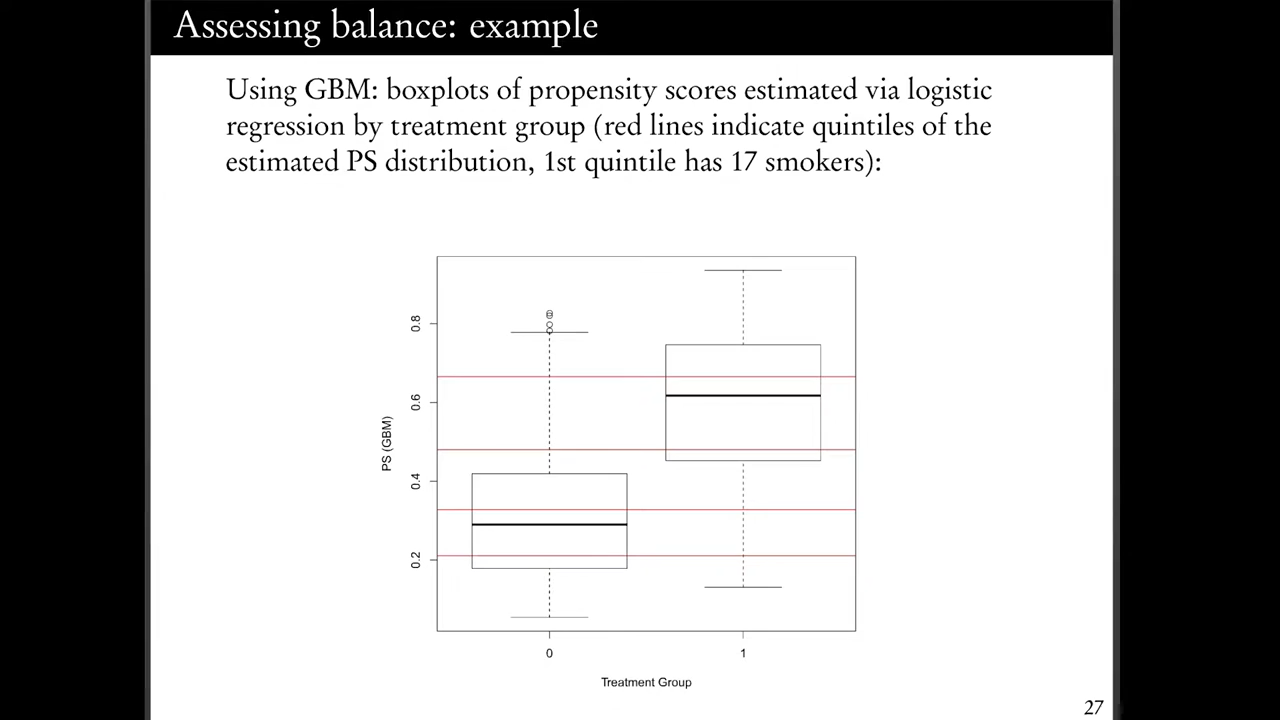 Assessing balance: example
Using GBM: boxplots of propensity scores estimated via logistic
regression by treatment group (red lines indicate quintiles of the
estimated PS distribution, 1st quintile has 17 smokers):
0.8
0.6
PS (GBM)
0.4
0.2
0 1
Treatment Group
27